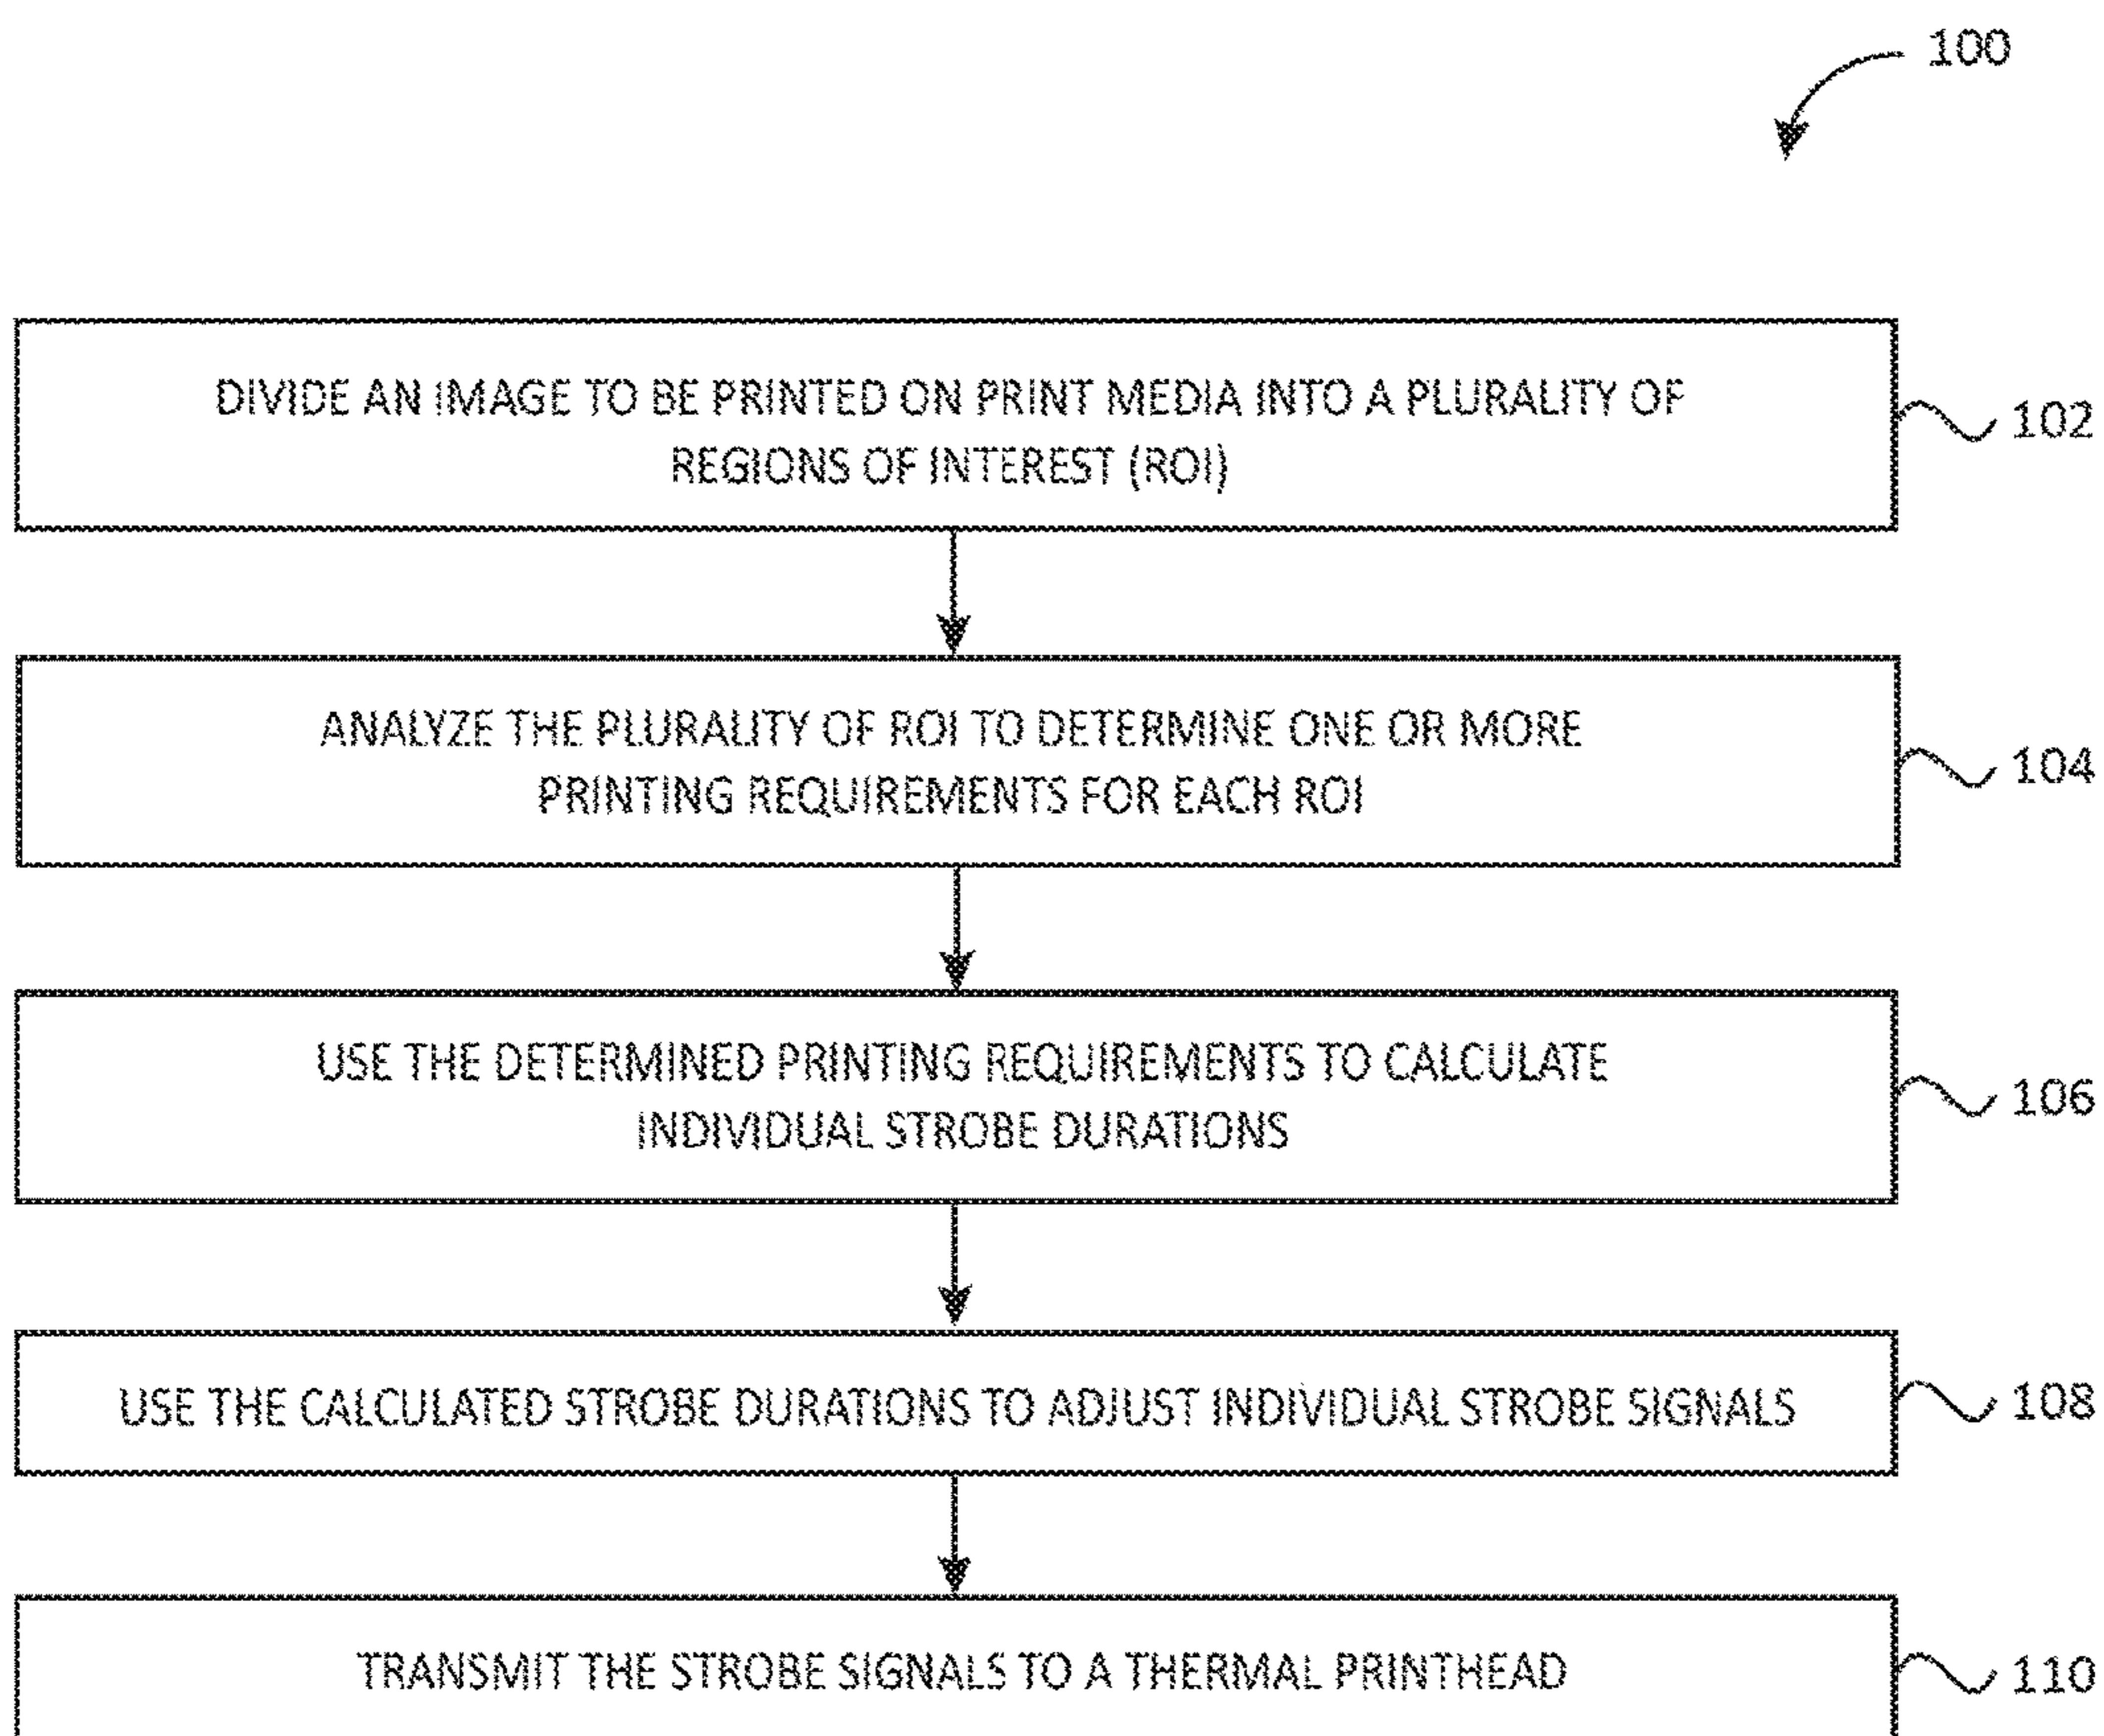 100
DIVIDE AN IMAGE TO BE PRINTED ON PRINT MEDIA INTO A PLURALITY OF
REGIONS OF INTEREST (ROI)
102
ANALYZE THE PLURALITY OF ROI TO DETERMINE ONE OR MORE
PRINTING REQUIREMENTS FOR EACH ROI
104
USE THE DETERMINED PRINTING REQUIREMENTS TO CALCULATE
INDIVIDUAL STROBE DURATIONS
106
USE THE CALCULATED STROBE DURATIONS TO ADJUST INDIVIDUAL STROBE SIGNALS
108
TRANSMIT THE STROBE SIGNALS TO A THERMAL PRINTHEAD
110